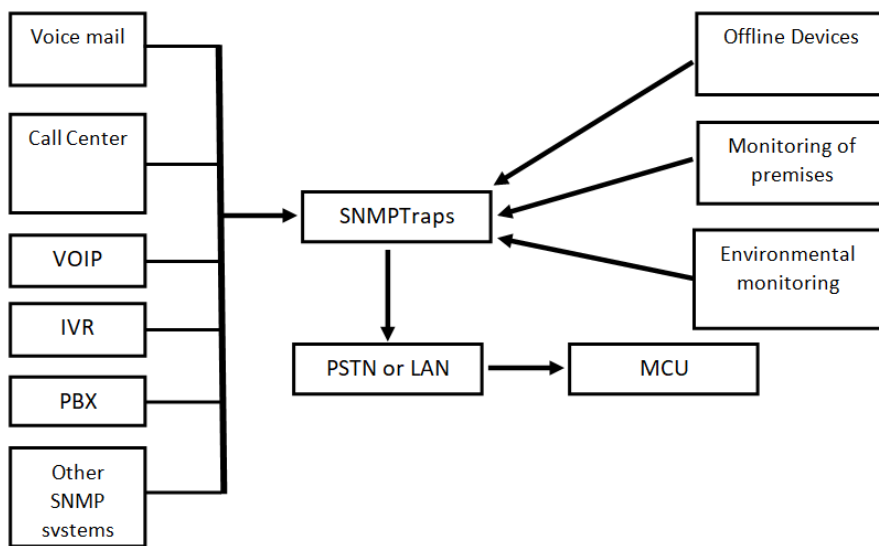 Voice mail
Call Center
VOIP
IVR
PBX
Other
SNMP
systems
SNMPTraps
PSTN or LAN
MCU
Offline Devices
Monitoring of
premises
Environmental
monitoring